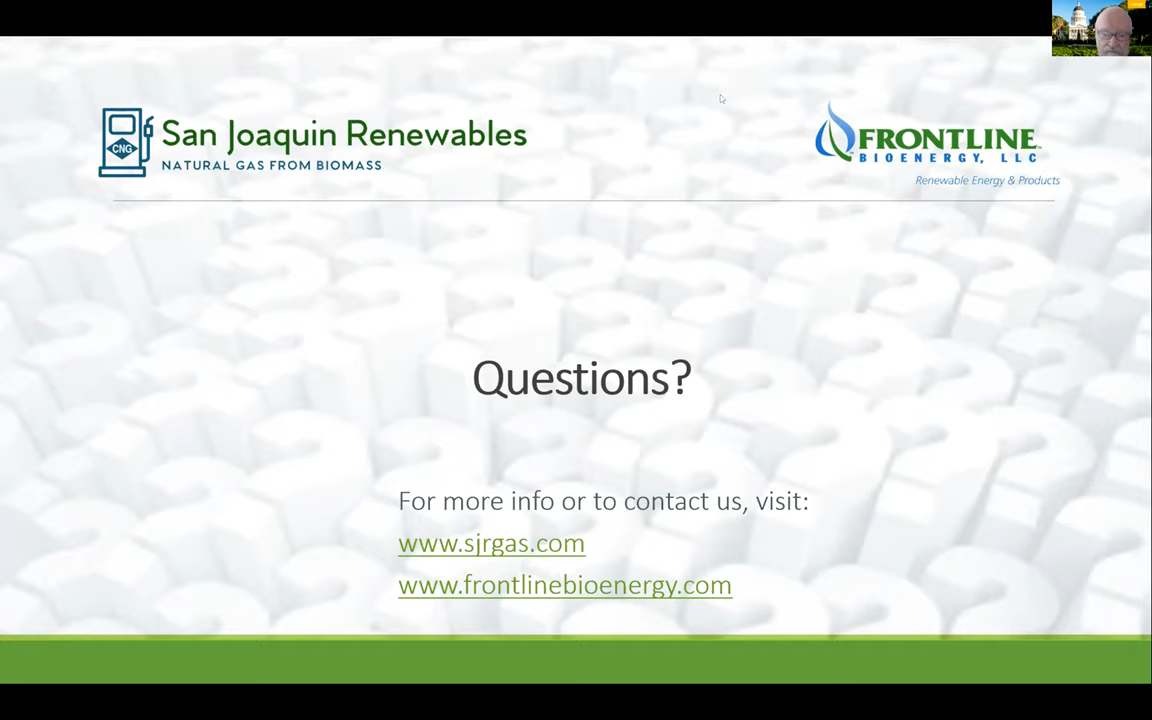 CNG
San Joaquin Renewables
NATURAL GAS FROM BIOMASS
FRONTLINE
BIOENERGY, LLC
Renewable Energy & Products
Questions?
For more info or to contact us, visit:
www.sjrgas.com
www.frontlinebioenergy.com